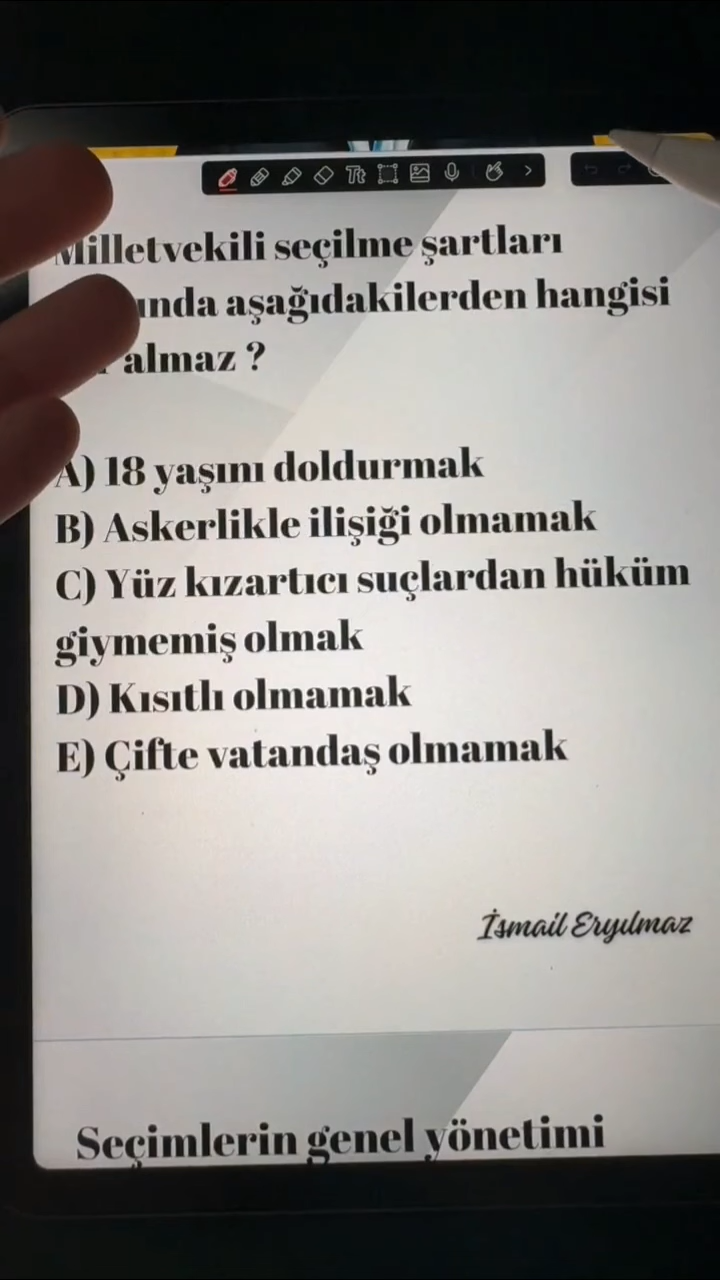 Milletvekili seçilme şartları
aşağıdakilerden hangisi
almaz ?
A) 18 yaşını doldurmak
B) Askerlikle ilişiği olmamak
C) Yüz kızartıcı suçlardan hüküm
giymemiş olmak
D) Kısıtlı olmamak
E) Çifte vatandaş olmamak
İsmail Eryılmaz
Seçimlerin genel yönetimi